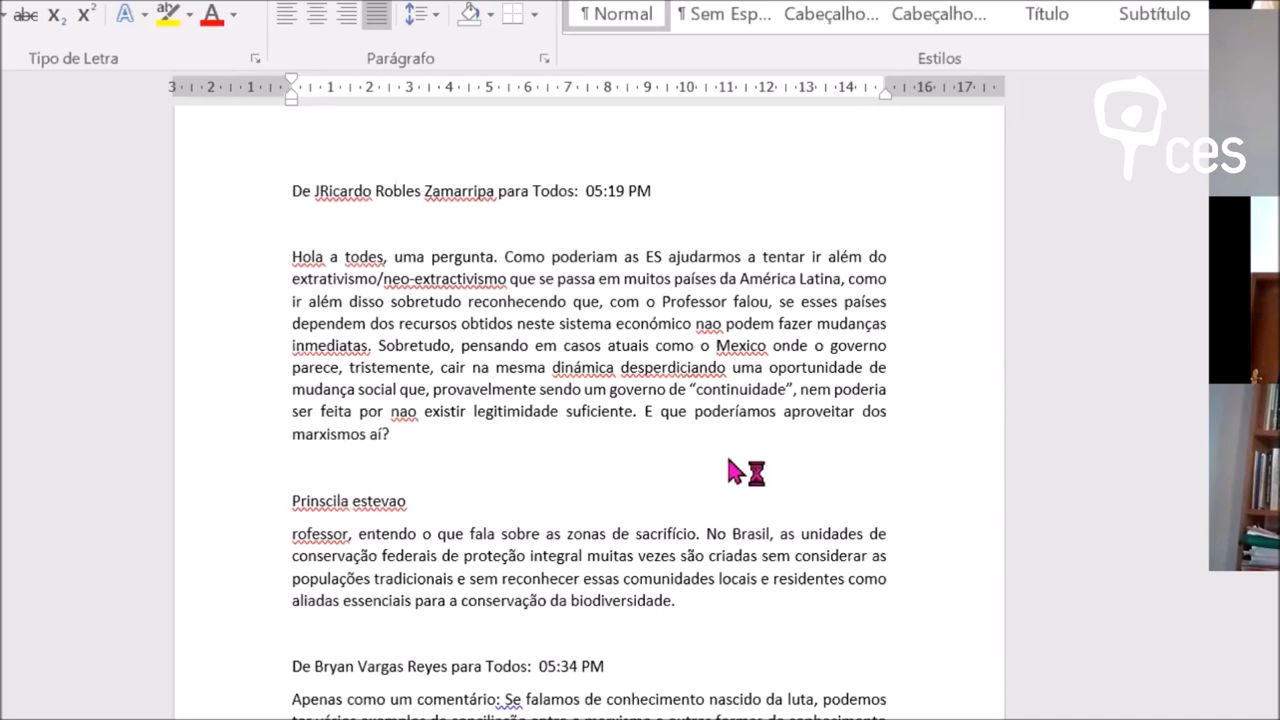 abc X₂ X² A A
Tipo de Letra
Parágrafo
¶ Normal
¶ Sem Esp...
Cabeçalho...
Cabeçalho...
Título
Subtítulo
Estilos
3 2 1 1 2 3 4 5 6 7 8 9 10 11 12 13 14 16 17
ces
De JRicardo Robles Zamarripa para Todos: 05:19 PM
Hola a todes, uma pergunta. Como poderiam as ES ajudarmos a tentar ir além do
extrativismo/neo-extractivismo que se passa em muitos países da América Latina, como
ir além disso sobretudo reconhecendo que, com o Professor falou, se esses países
dependem dos recursos obtidos neste sistema económico nao podem fazer mudanças
inmediatas. Sobretudo, pensando em casos atuais como o Mexico onde o governo
parece, tristemente, cair na mesma dinámica desperdiciando uma oportunidade de
mudança social que, provavelmente sendo um governo de “continuidade”, nem poderia
ser feita por nao existir legitimidade suficiente. E que poderíamos aproveitar dos
marxismos aí?
Prinscila estevao
rofessor, entendo o que fala sobre as zonas de sacrifício. No Brasil, as unidades de
conservação federais de proteção integral muitas vezes são criadas sem considerar as
populações tradicionais e sem reconhecer essas comunidades locais e residentes como
aliadas essenciais para a conservação da biodiversidade.
De Bryan Vargas Reyes para Todos: 05:34 PM
Apenas como um comentário: Se falamos de conhecimento nascido da luta, podemos